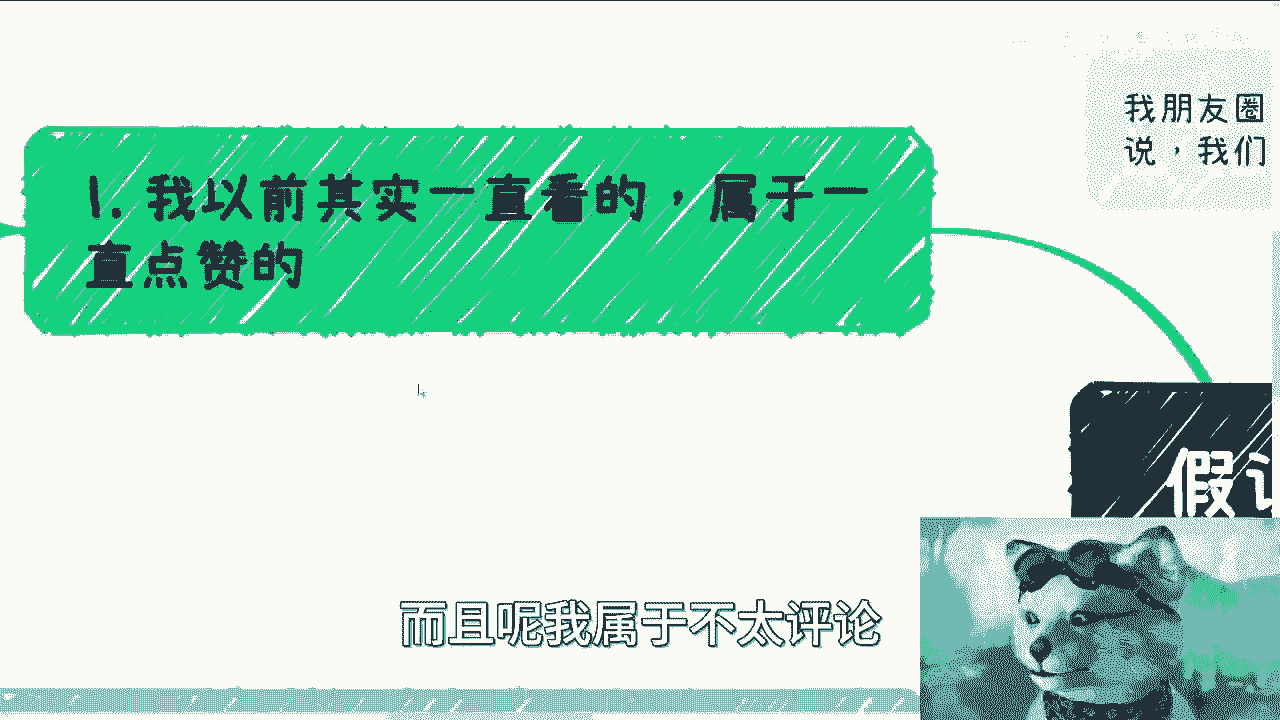 我朋友圈
说，我们
1. 我以前其实一直看的，属于一
直点赞的
假
而且呢我属于不太评论